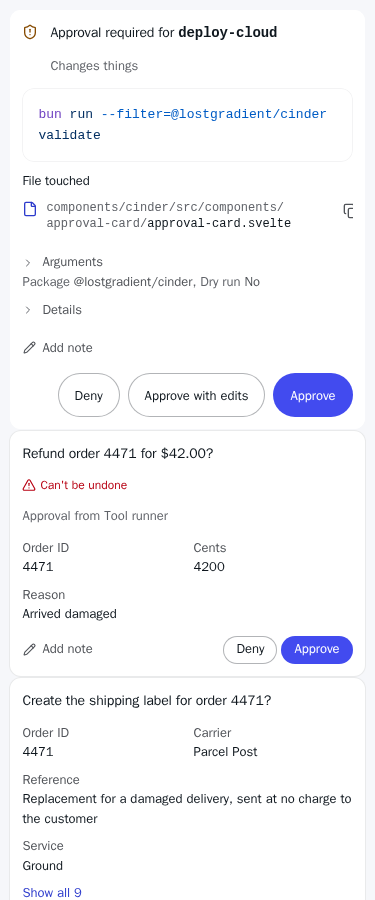 Approval required for deploy-cloud
Changes things
bun run --filter=@lostgradient/cinder
validate
File touched
components/cinder/src/components/
approval-card/approval-card.svelte
Arguments
Package @lostgradient/cinder, Dry run No
Details
Add note
Deny
Approve with edits
Approve
Refund order 4471 for $42.00?
Can't be undone
Approval from Tool runner
Order ID
Cents
4471
4200
Reason
Arrived damaged
Add note
Deny
Approve
Create the shipping label for order 4471?
Order ID
Carrier
4471
Parcel Post
Reference
Replacement for a damaged delivery, sent at no charge to
the customer
Service
Ground
Show all 9